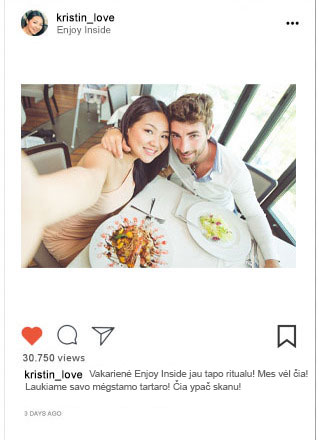 kristin_love
Enjoy Inside
30.750 views
kristin_love Vakarienė Enjoy Inside jau tapo ritualu! Mes vėl čia!
Laukiame savo mėgstamo tartaro! Čia ypač skanu!
3 DAYS AGO